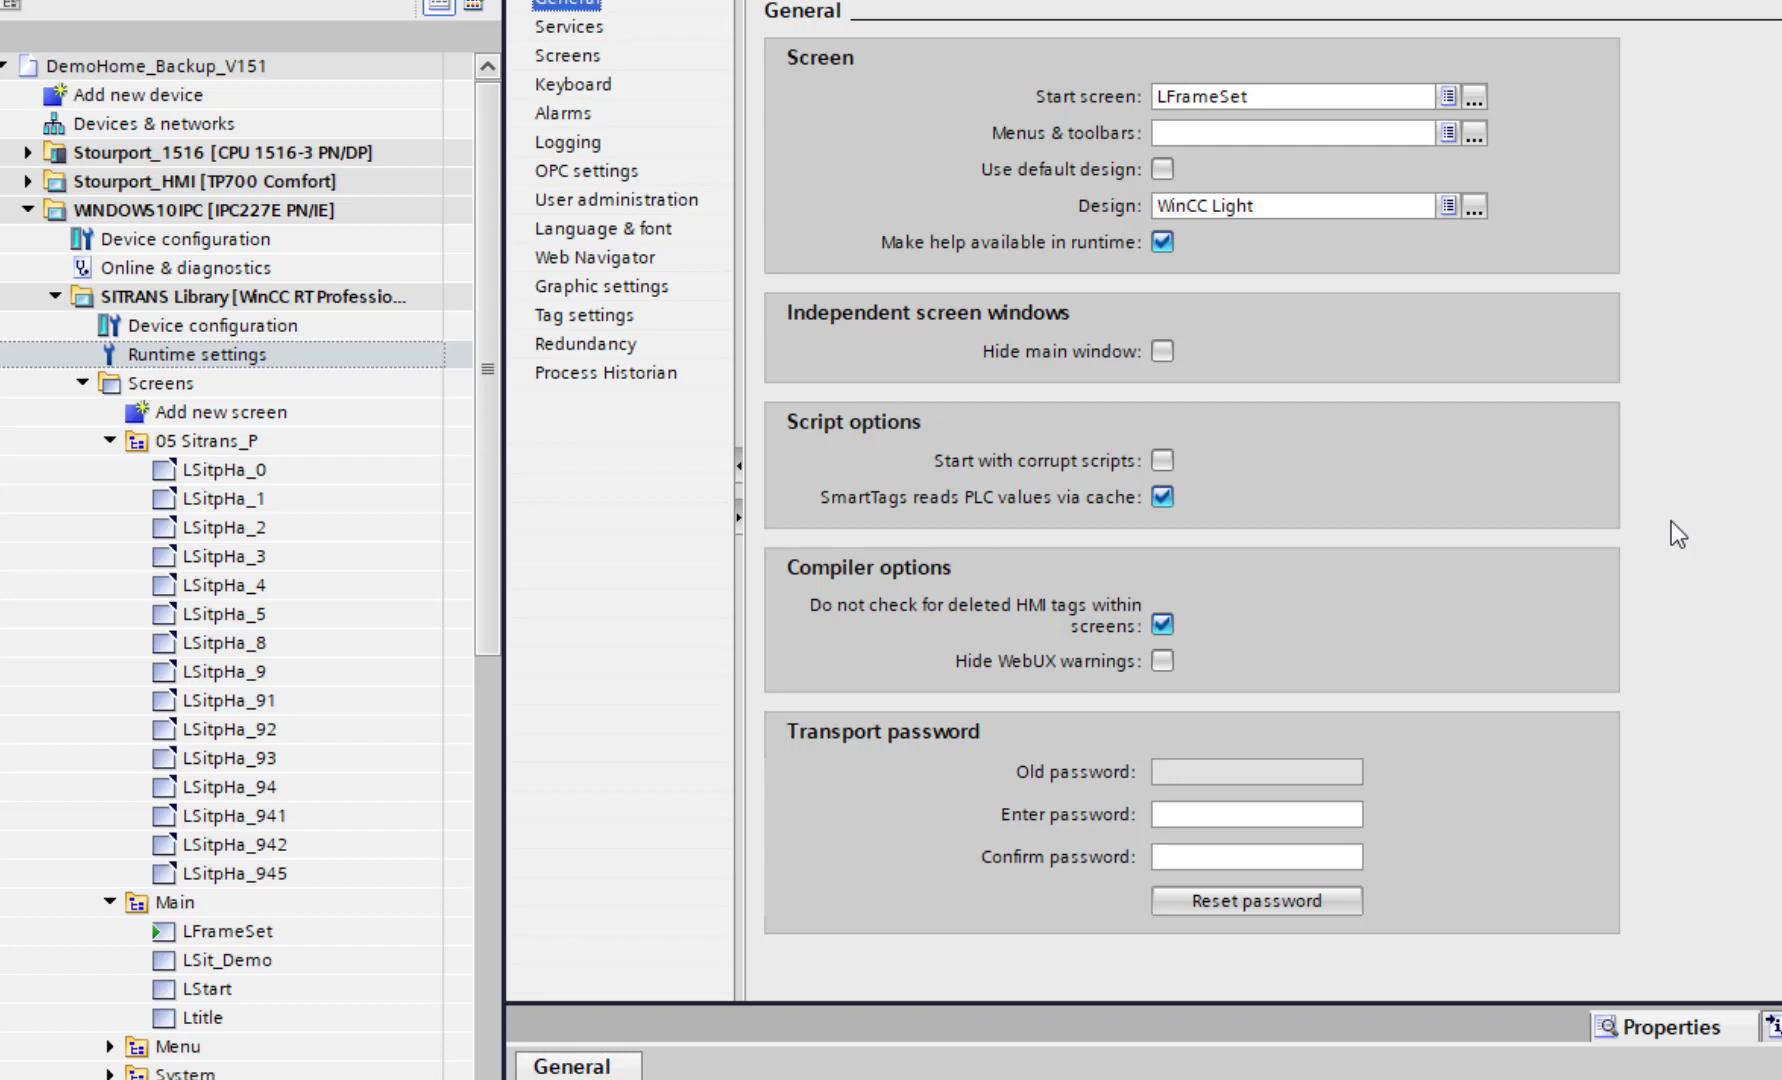 DemoHome_Backup_V151
Add new device
Devices & networks
Stourport_1516 [CPU 1516-3 PN/DP]
Stourport_HMI [TP700 Comfort]
WINDOWS10IPC [IPC227E PN/IE]
Device configuration
Online & diagnostics
SITRANS Library [WinCC RT Professio...
Device configuration
Runtime settings
Screens
Add new screen
05 Sitrans_P
LSitpHa_0
LSitpHa_1
LSitpHa_2
LSitpHa_3
LSitpHa_4
LSitpHa_5
LSitpHa_8
LSitpHa_9
LSitpHa_91
LSitpHa_92
LSitpHa_93
LSitpHa_94
LSitpHa_941
LSitpHa_942
LSitpHa_945
Main
LFrameSet
LSit_Demo
LStart
Ltitle
Menu
System
General
Services
Screens
Keyboard
Alarms
Logging
OPC settings
User administration
Language & font
Web Navigator
Graphic settings
Tag settings
Redundancy
Process Historian
General
Screen
Start screen: LFrameSet ...
Menus & toolbars: ...
Use default design:
Design: WinCC Light ...
Make help available in runtime:
Independent screen windows
Hide main window:
Script options
Start with corrupt scripts:
SmartTags reads PLC values via cache:
Compiler options
Do not check for deleted HMI tags within
screens:
Hide WebUX warnings:
Transport password
Old password:
Enter password:
Confirm password:
Reset password
Properties
General